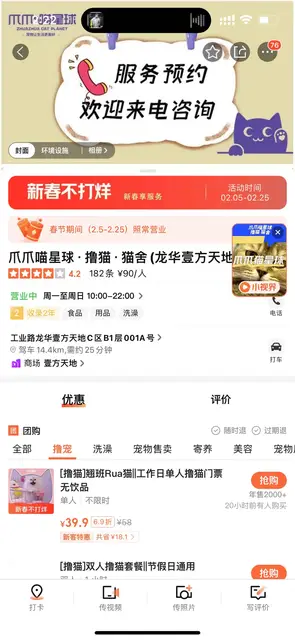 爪爪喵星球
ZHUAZHUA CAT PLANET
服务预约
欢迎来电咨询
76
封面
环境设施
相册
新春不打烊
新春享服务
活动时间
02.05-02.25
春节期间（2.5-2.25）照常营业
爪爪喵星球·撸猫·猫舍(龙华壹方天地
4.2
182条
¥90/人
爪爪喵星球
小视界
营业中
周一至周日 10:00~22:00
2
收录2年
食品
用品
洗澡
电话
工业路龙华壹方天地C区B1层001A号
驾车14.4km,需约25分钟
商场
壹方天地
打车
优惠
评价
团
团购
随时退
过期退
全部
撸宠
洗澡
宠物售卖
寄养
美容
宠物
新春不打烊
[撸猫]翘班Rua猫||工作日单人撸猫门票
无饮品
单人
不限时
¥39.9
6.9折
¥58
新客特惠
共省¥18.1
抢购
年售2000+
20小时前有人购买
[撸猫]双人撸猫套餐||节假日通用
抢购
打卡
传视频
传照片
写评价